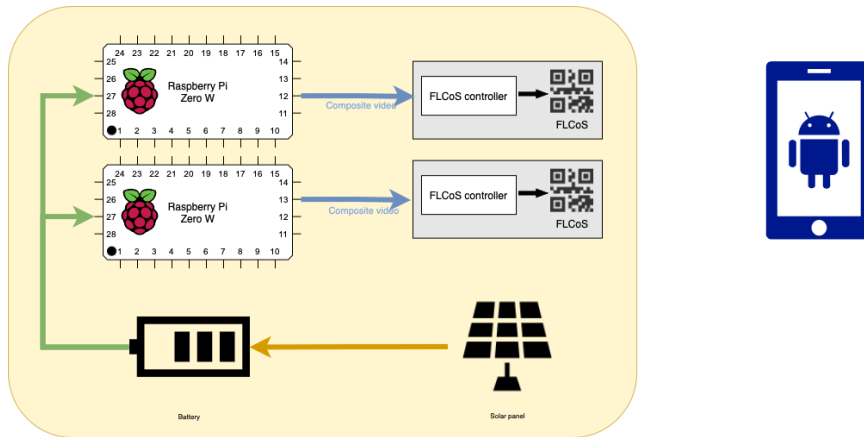 24 23 22 21 20 19 18 17 16 15
25
26
27
28
Raspberry Pi
Zero W
14
13
12
11
1 2 3 4 5 6 7 8 9 10
Composite video
FLCoS controller
FLCoS
24 23 22 21 20 19 18 17 16 15
25
26
27
28
Raspberry Pi
Zero W
14
13
12
11
1 2 3 4 5 6 7 8 9 10
Composite video
FLCoS controller
FLCoS
Battery
Solar panel